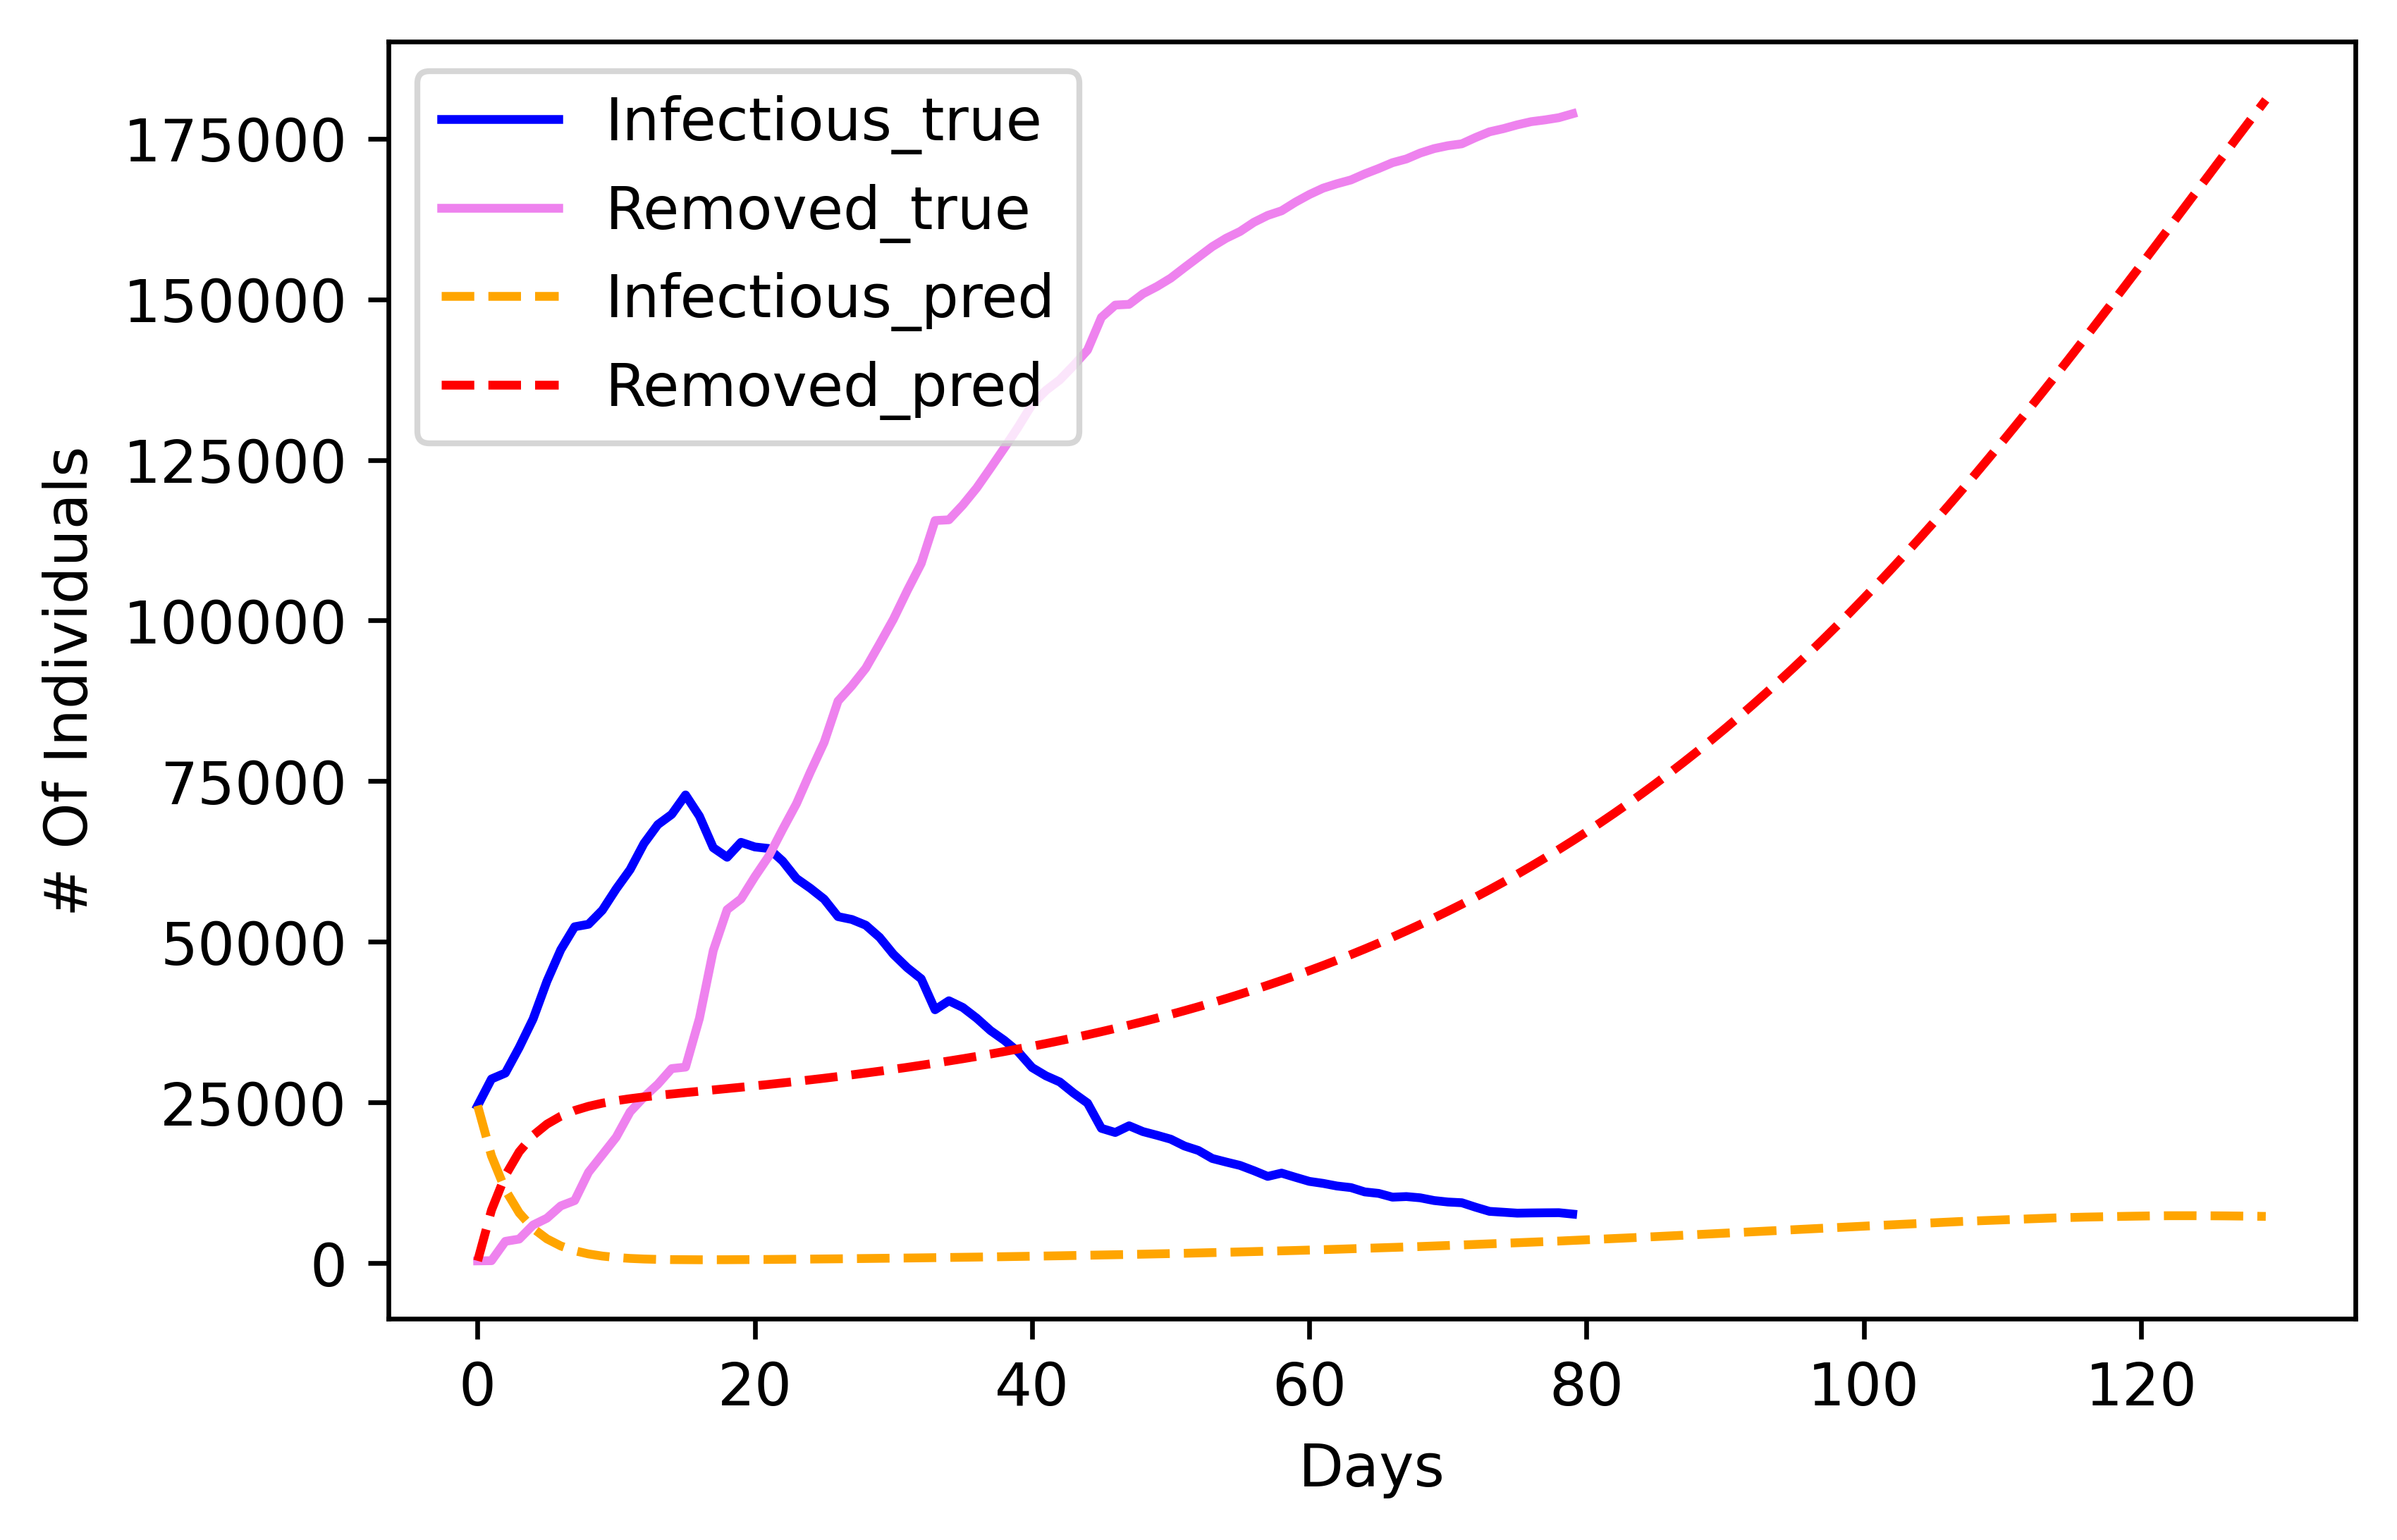 Infectious_true
Removed_true
Infectious_pred
Removed_pred
175000
150000
125000
100000
75000
50000
25000
0
# Of Individuals
0 20 40 60 80 100 120
Days